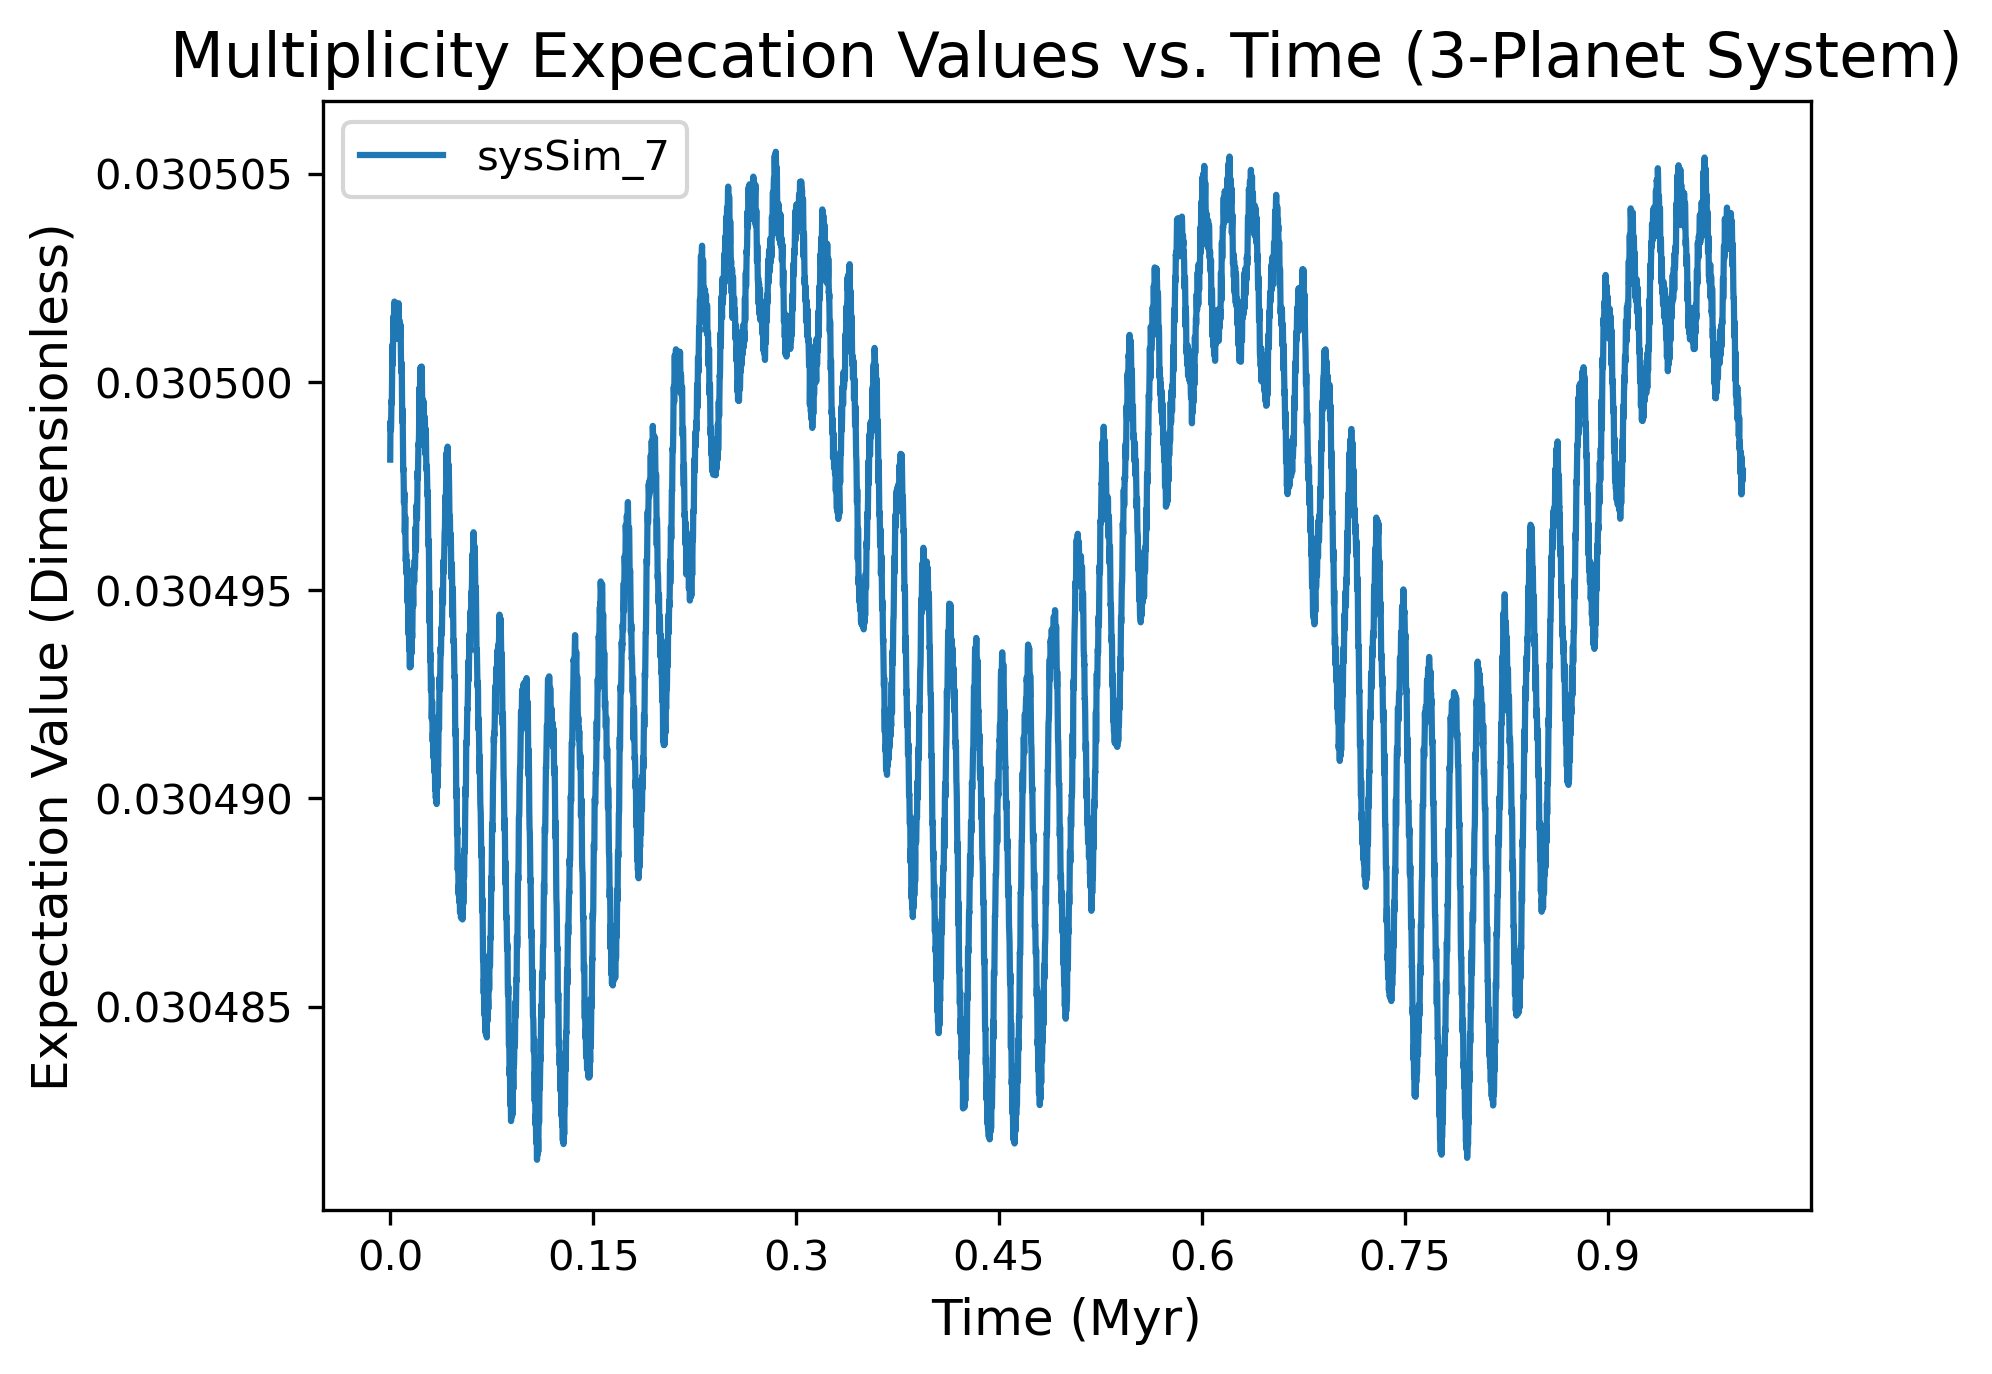 Multiplicity Expecation Values vs. Time (3-Planet System)
sysSim_7
Expectation Value (Dimensionless)
0.030505
0.030500
0.030495
0.030490
0.030485
0.0 0.15 0.3 0.45 0.6 0.75 0.9
Time (Myr)